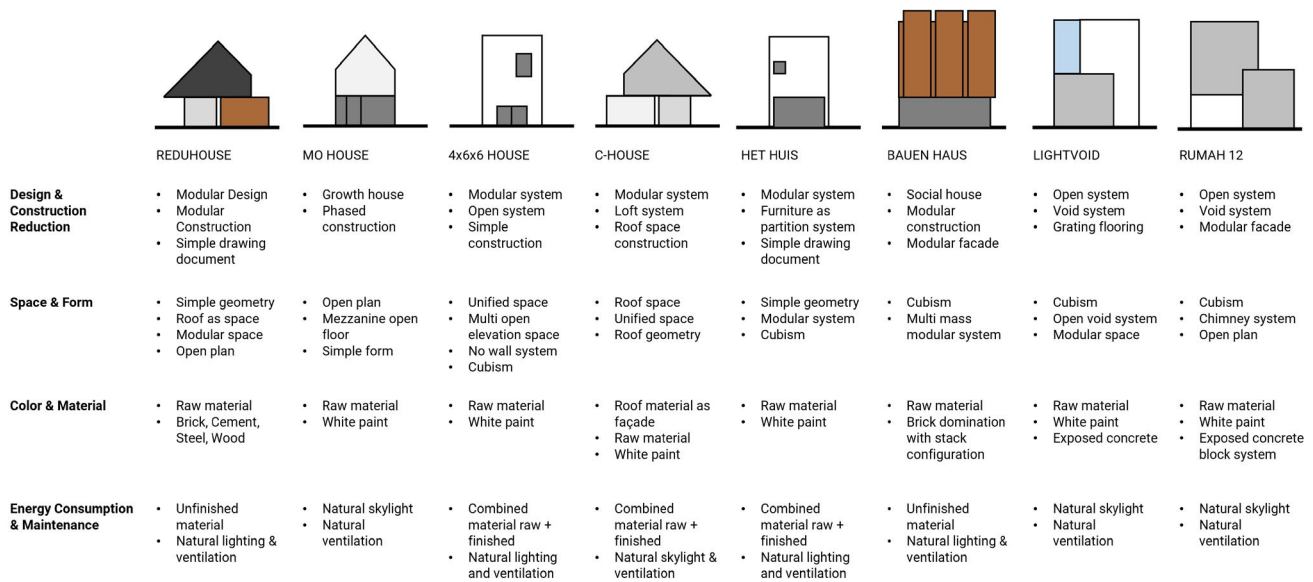 REDUHOUSE
MO HOUSE
4x6x6 HOUSE
C-HOUSE
HET HUIS
BAUEN HAUS
LIGHTVOID
RUMAH 12
Design &
Construction
Reduction
• Modular Design
• Modular
Construction
• Simple drawing
document
• Growth house
• Phased
construction
• Modular system
• Open system
• Simple
construction
• Modular system
• Loft system
• Roof space
construction
• Modular system
• Furniture as
partition system
• Simple drawing
document
• Social house
• Modular
construction
• Modular facade
• Open system
• Void system
• Grating flooring
• Open system
• Void system
• Modular facade
Space & Form
• Simple geometry
• Roof as space
• Modular space
• Open plan
• Open plan
• Mezzanine open
floor
• Simple form
• Unified space
• Multi open
elevation space
• No wall system
• Cubism
• Roof space
• Unified space
• Roof geometry
• Simple geometry
• Modular system
• Cubism
• Cubism
• Multi mass
modular system
• Cubism
• Open void system
• Modular space
• Cubism
• Chimney system
• Open plan
Color & Material
• Raw material
• Brick, Cement,
Steel, Wood
• Raw material
• White paint
• Raw material
• White paint
• Roof material as
façade
• Raw material
• White paint
• Raw material
• White paint
• Raw material
• Brick domination
with stack
configuration
• Raw material
• White paint
• Exposed concrete
• Raw material
• White paint
• Exposed concrete
block system
Energy Consumption
& Maintenance
• Unfinished
material
• Natural lighting &
ventilation
• Natural skylight
• Natural
ventilation
• Combined
material raw +
finished
• Natural lighting
and ventilation
• Combined
material raw +
finished
• Natural skylight &
ventilation
• Combined
material raw +
finished
• Natural lighting
and ventilation
• Unfinished
material
• Natural lighting &
ventilation
• Natural skylight
• Natural
ventilation
• Natural skylight
• Natural
ventilation